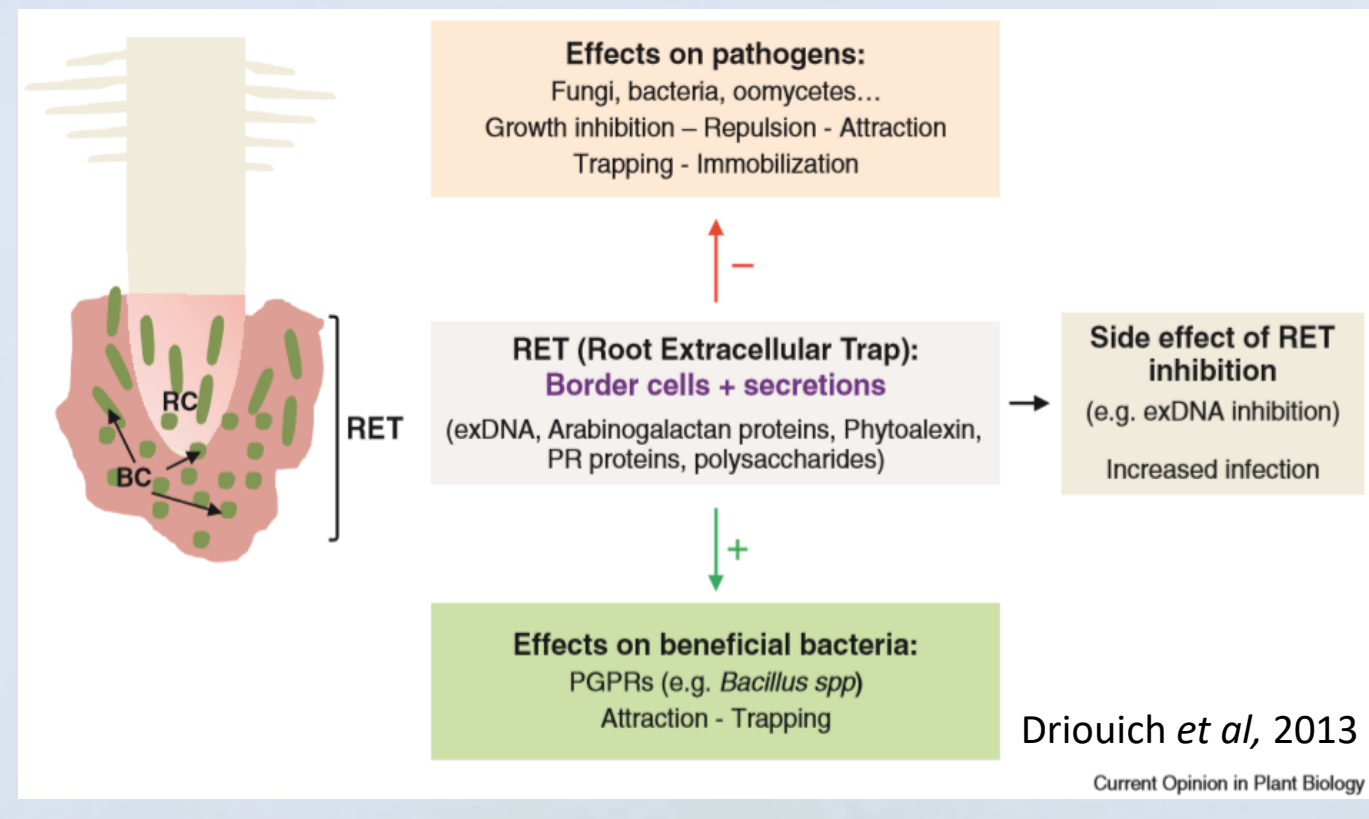 Effects on pathogens:
Fungi, bacteria, oomycetes…
Growth inhibition – Repulsion - Attraction
Trapping - Immobilization
–
RC
BC
RET
RET (Root Extracellular Trap):
Border cells + secretions
(exDNA, Arabinogalactan proteins, Phytoalexin,
PR proteins, polysaccharides)
Side effect of RET
inhibition
(e.g. exDNA inhibition)
Increased infection
+
Effects on beneficial bacteria:
PGPRs (e.g. Bacillus spp)
Attraction - Trapping
Driouich et al, 2013
Current Opinion in Plant Biology